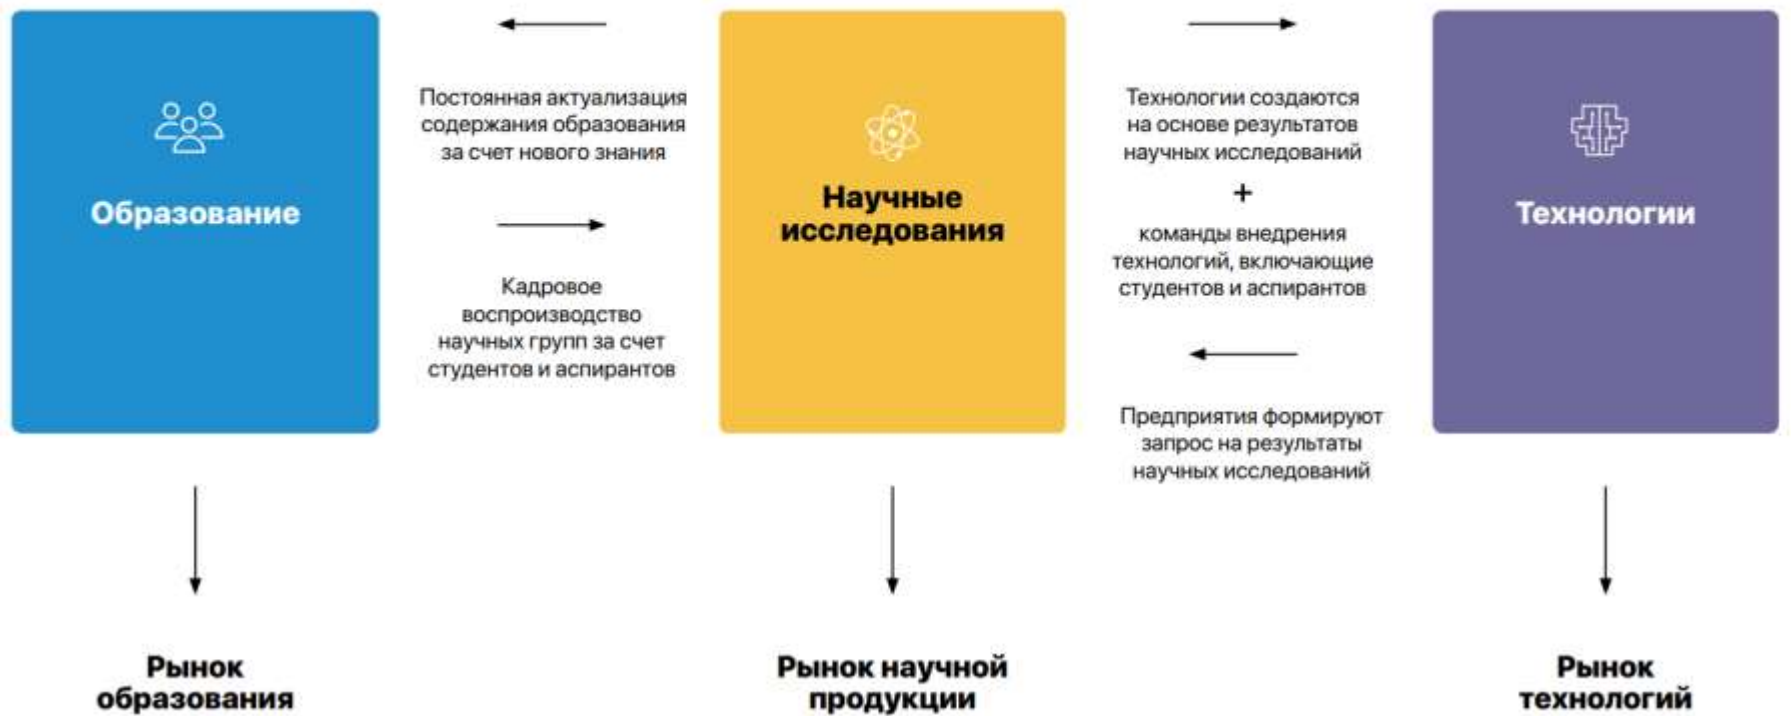 Образование
Постоянная актуализация
содержания образования
за счет нового знания
Кадровое
воспроизводство
научных групп за счет
студентов и аспирантов
Научные
исследования
Технологии создаются
на основе результатов
научных исследований
+
команды внедрения
технологий, включающие
студентов и аспирантов
Предприятия формируют
запрос на результаты
научных исследований
Технологии
Рынок
образования
Рынок научной
продукции
Рынок
технологий